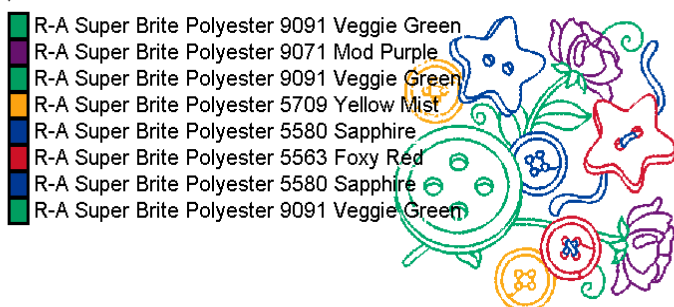 R-A Super Brite Polyester 9091 Veggie Green
R-A Super Brite Polyester 9071 Mod Purple
R-A Super Brite Polyester 9091 Veggie Green
R-A Super Brite Polyester 5709 Yellow Mist
R-A Super Brite Polyester 5580 Sapphire
R-A Super Brite Polyester 5563 Foxy Red
R-A Super Brite Polyester 5580 Sapphire
R-A Super Brite Polyester 9091 Veggie Green